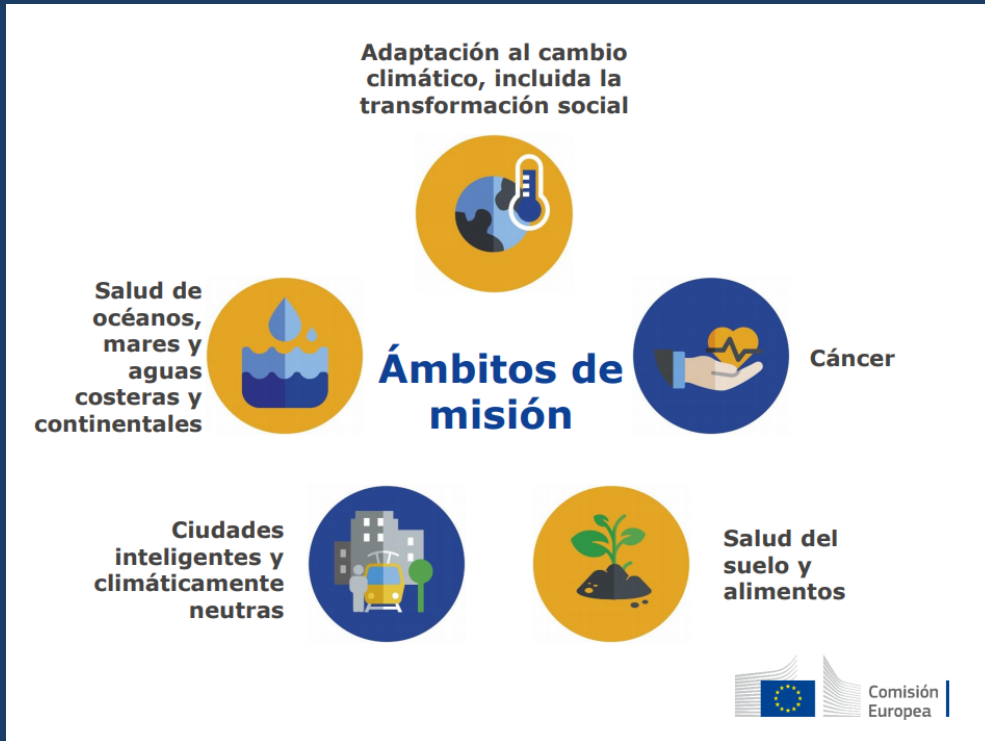 Adaptación al cambio
climático, incluida la
transformación social
Salud de
océanos,
mares y
aguas
costeras y
continentales
Ámbitos de
misión
Cáncer
Ciudades
inteligentes y
climáticamente
neutras
Salud del
suelo y
alimentos
Comisión
Europea